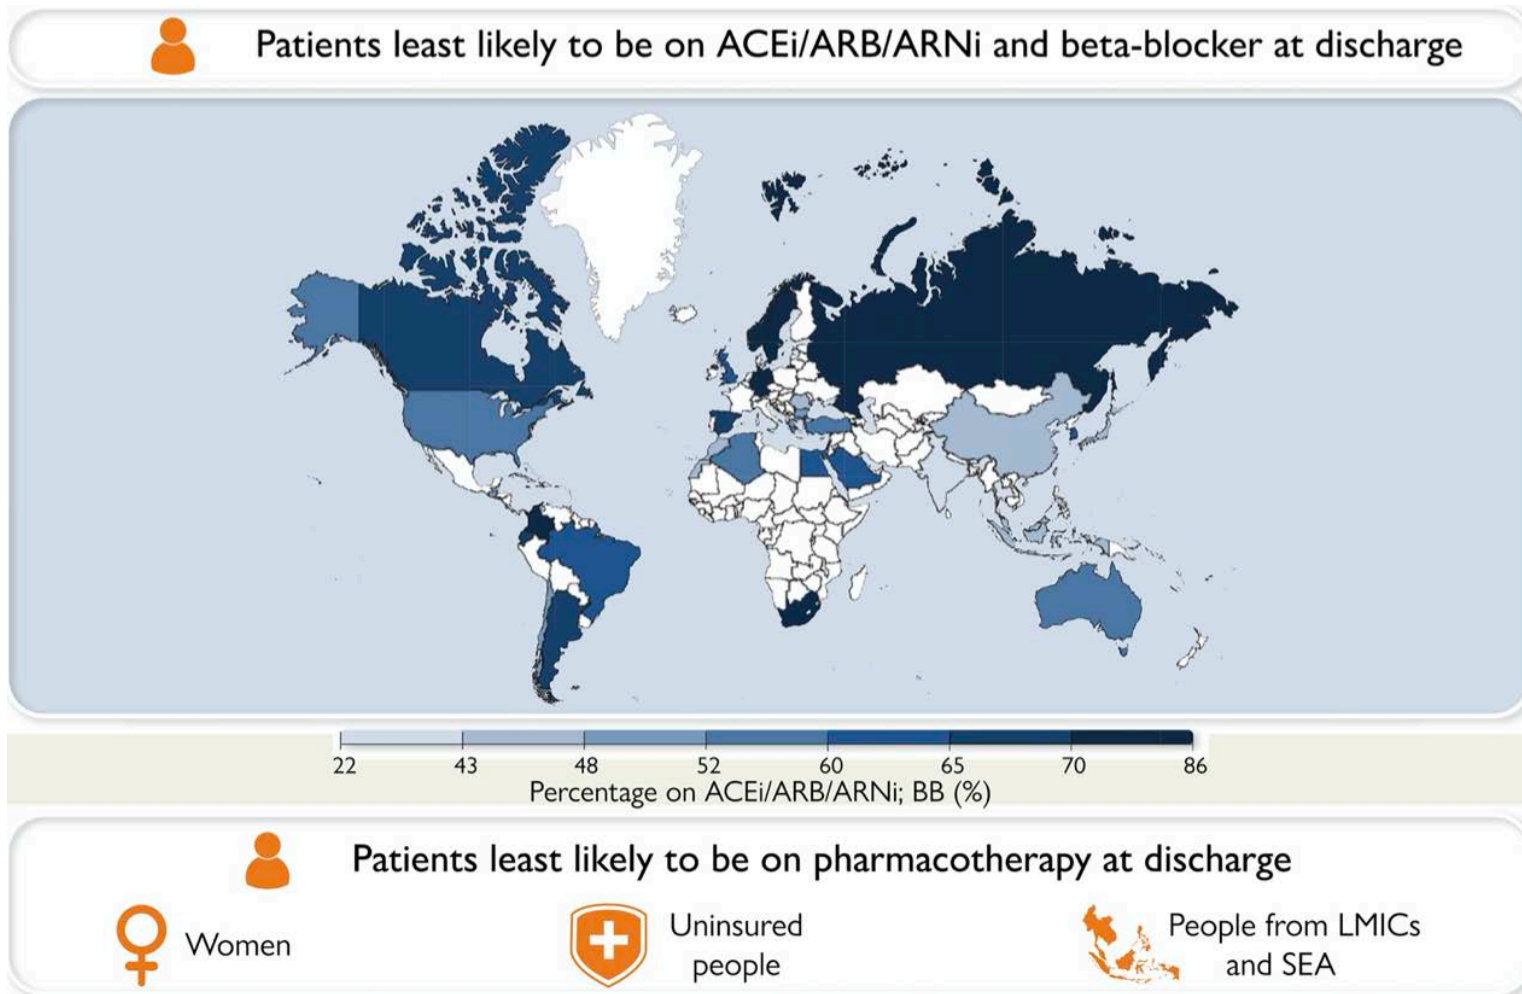 Patients least likely to be on ACEi/ARB/ARNi and beta-blocker at discharge
22 43 48 52 60 65 70 86
Percentage on ACEi/ARB/ARNi; BB (%)
Patients least likely to be on pharmacotherapy at discharge
Women
Uninsured
people
People from LMICs
and SEA